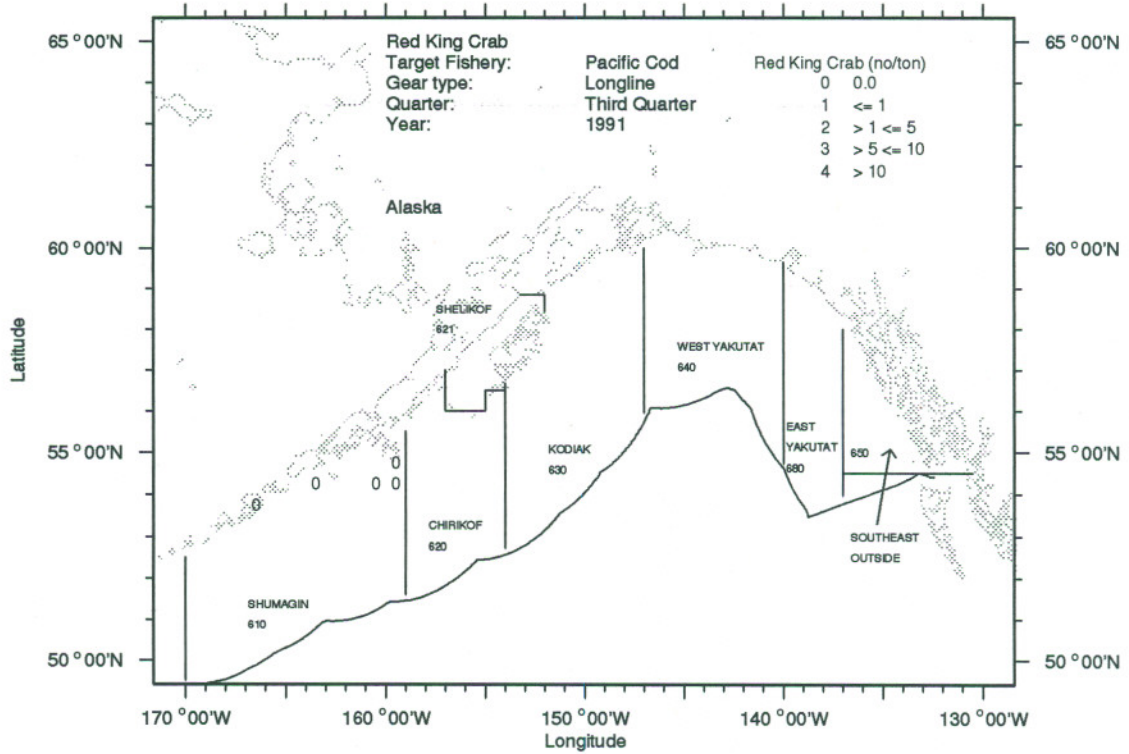 65 °00'N
65 °00'N
Red King Crab
Target Fishery: Pacific Cod
Gear type: Longline
Quarter: Third Quarter
Year: 1991
Red King Crab (no/ton)
0 0.0
1 <= 1
2 > 1 <= 5
3 > 5 <= 10
4 > 10
Alaska
60 °00'N
60 °00'N
SHELIKOF
621
WEST YAKUTAT
640
Latitude
EAST
YAKUTAT
680
650
KODIAK
630
55 °00'N
55 °00'N
0
0 0 0
0
CHIRIKOF
620
SOUTHEAST
OUTSIDE
SHUMAGIN
610
50 °00'N
50 °00'N
170 °00'W 160 °00'W 150 °00'W 140 °00'W 130 °00'W
Longitude